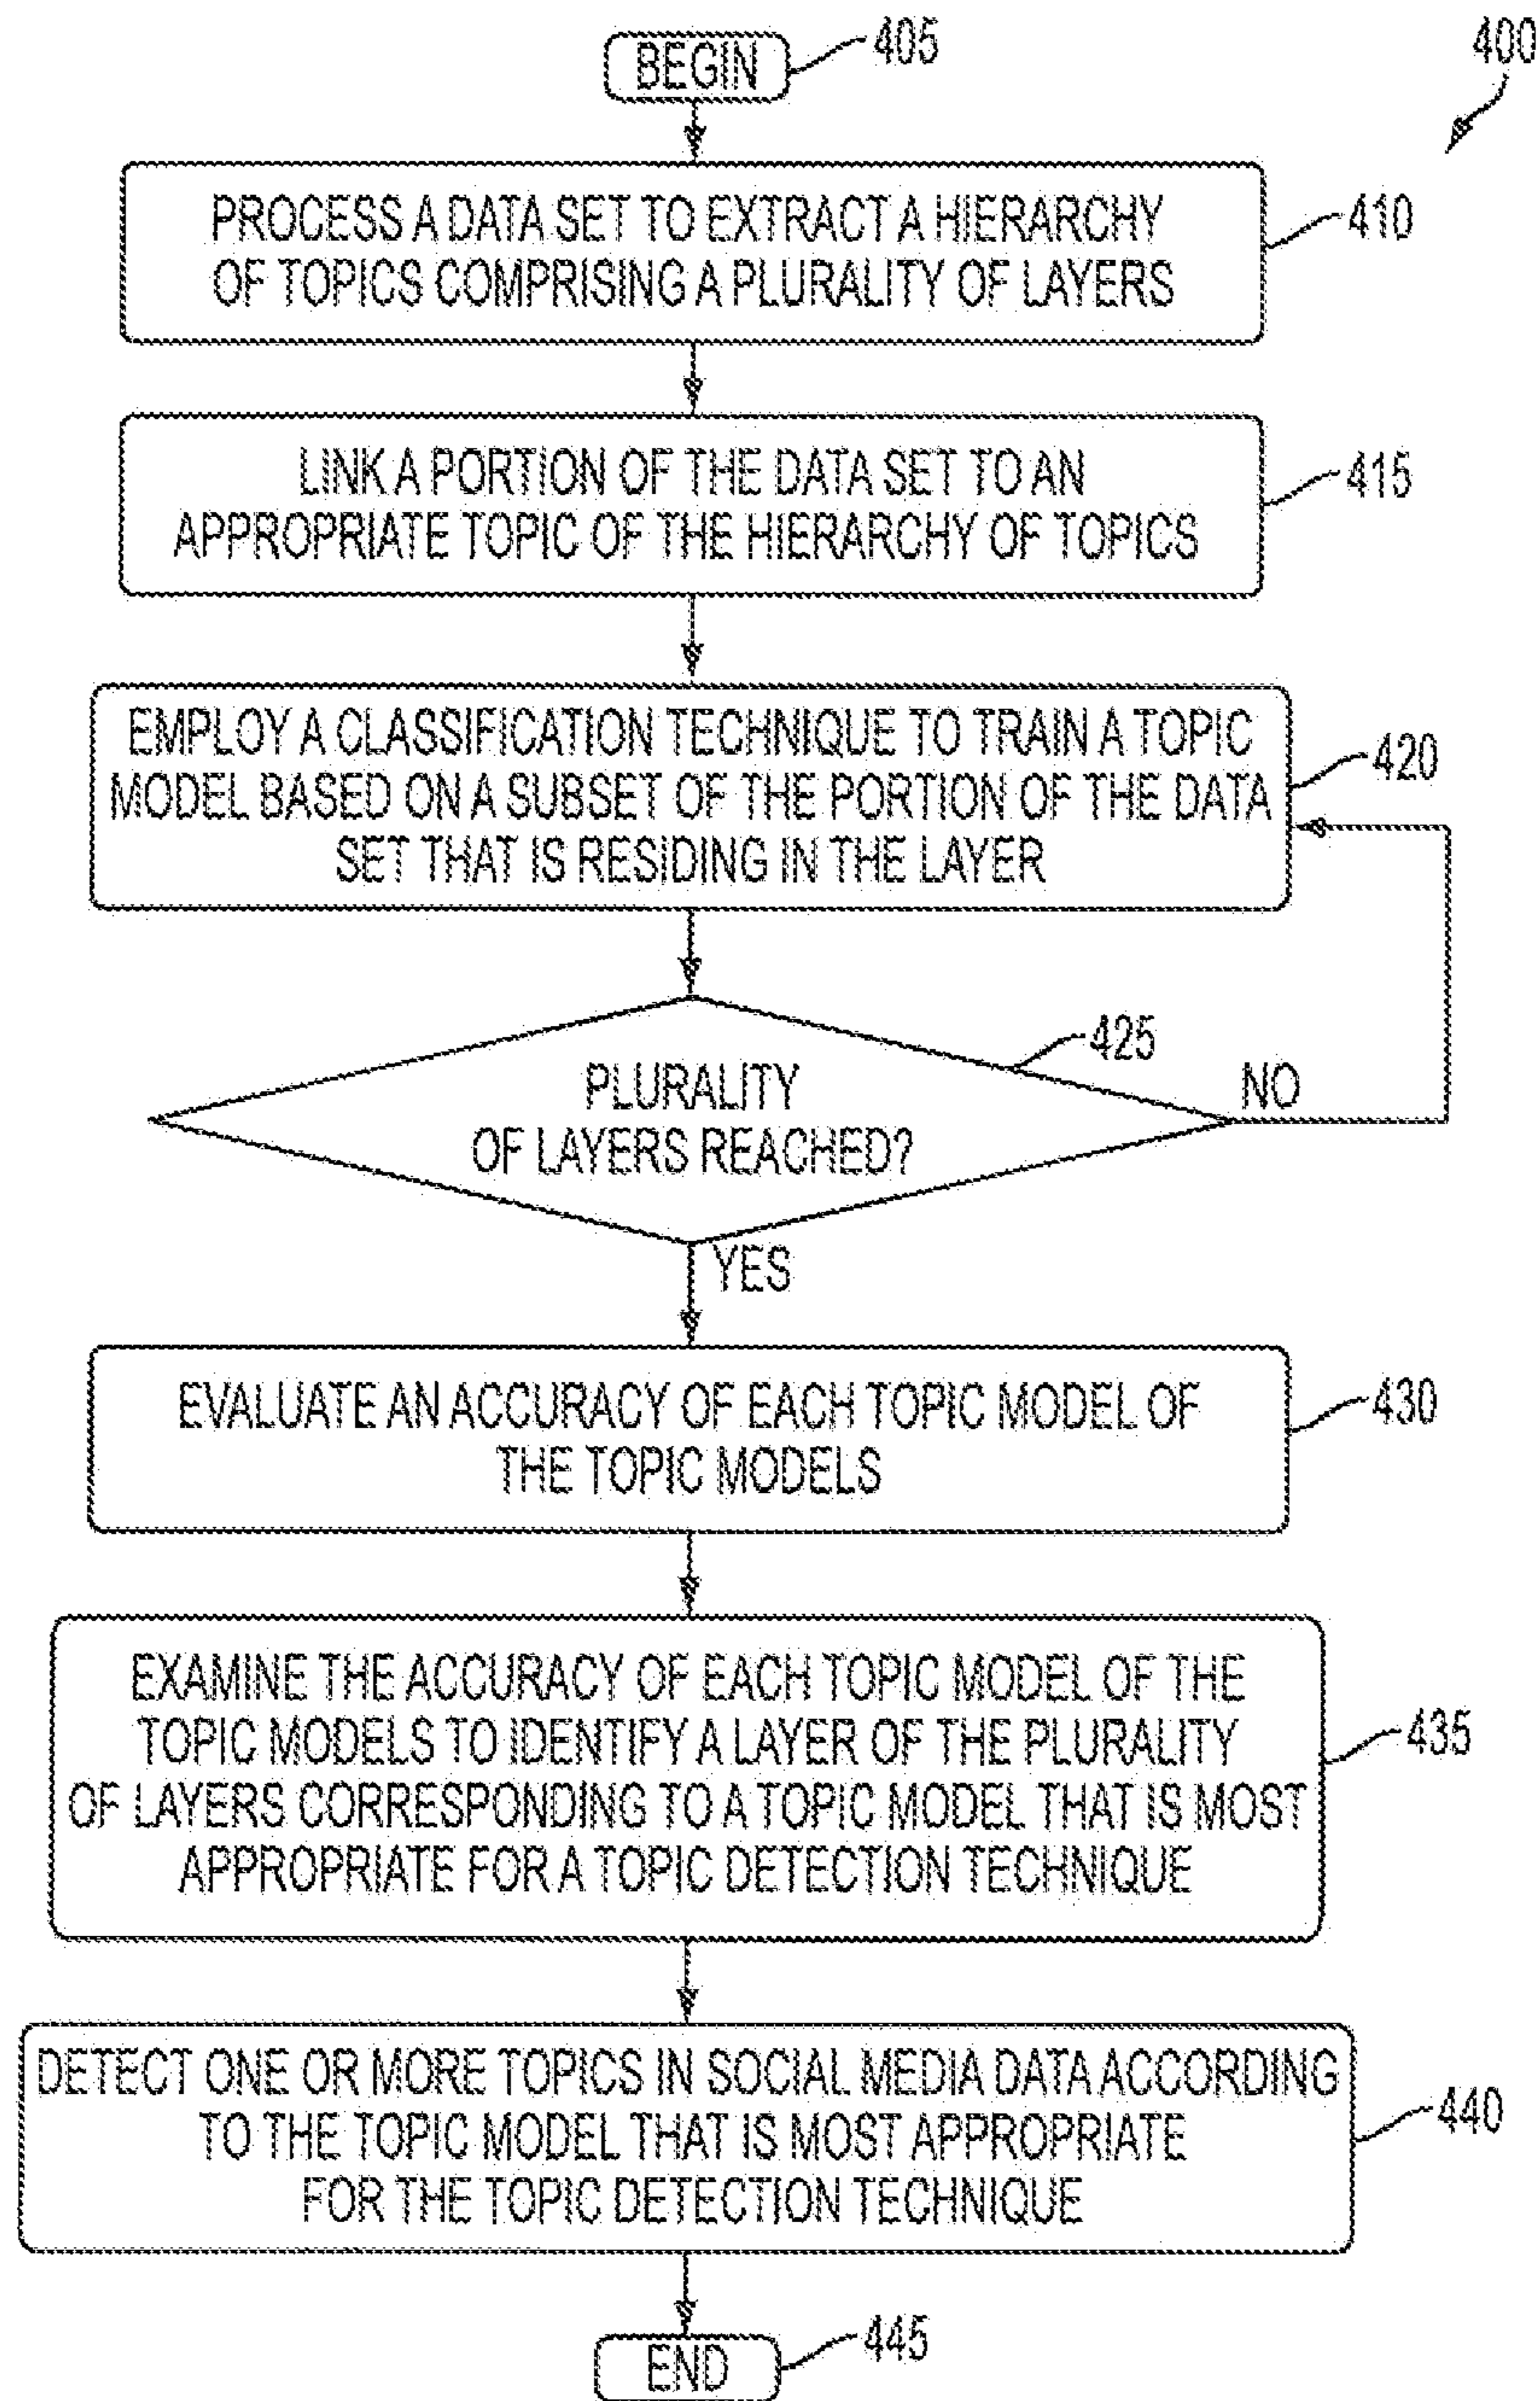 BEGIN
405
400
PROCESS A DATA SET TO EXTRACT A HIERARCHY
OF TOPICS COMPRISING A PLURALITY OF LAYERS
410
LINK A PORTION OF THE DATA SET TO AN
APPROPRIATE TOPIC OF THE HIERARCHY OF TOPICS
415
EMPLOY A CLASSIFICATION TECHNIQUE TO TRAIN A TOPIC
MODEL BASED ON A SUBSET OF THE PORTION OF THE DATA
SET THAT IS RESIDING IN THE LAYER
420
425
PLURALITY
OF LAYERS REACHED?
NO
YES
EVALUATE AN ACCURACY OF EACH TOPIC MODEL OF
THE TOPIC MODELS
430
EXAMINE THE ACCURACY OF EACH TOPIC MODEL OF THE
TOPIC MODELS TO IDENTIFY A LAYER OF THE PLURALITY
OF LAYERS CORRESPONDING TO A TOPIC MODEL THAT IS MOST
APPROPRIATE FOR A TOPIC DETECTION TECHNIQUE
435
DETECT ONE OR MORE TOPICS IN SOCIAL MEDIA DATA ACCORDING
TO THE TOPIC MODEL THAT IS MOST APPROPRIATE
FOR THE TOPIC DETECTION TECHNIQUE
440
END
445